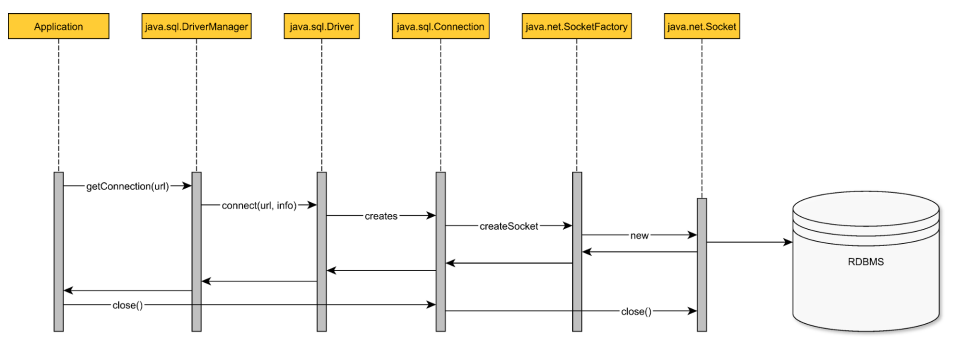 Application
java.sql.DriverManager
java.sql.Driver
java.sql.Connection
java.net.SocketFactory
java.net.Socket
getConnection(url)
connect(url, info)
creates
createSocket
new
RDBMS
close()
close()